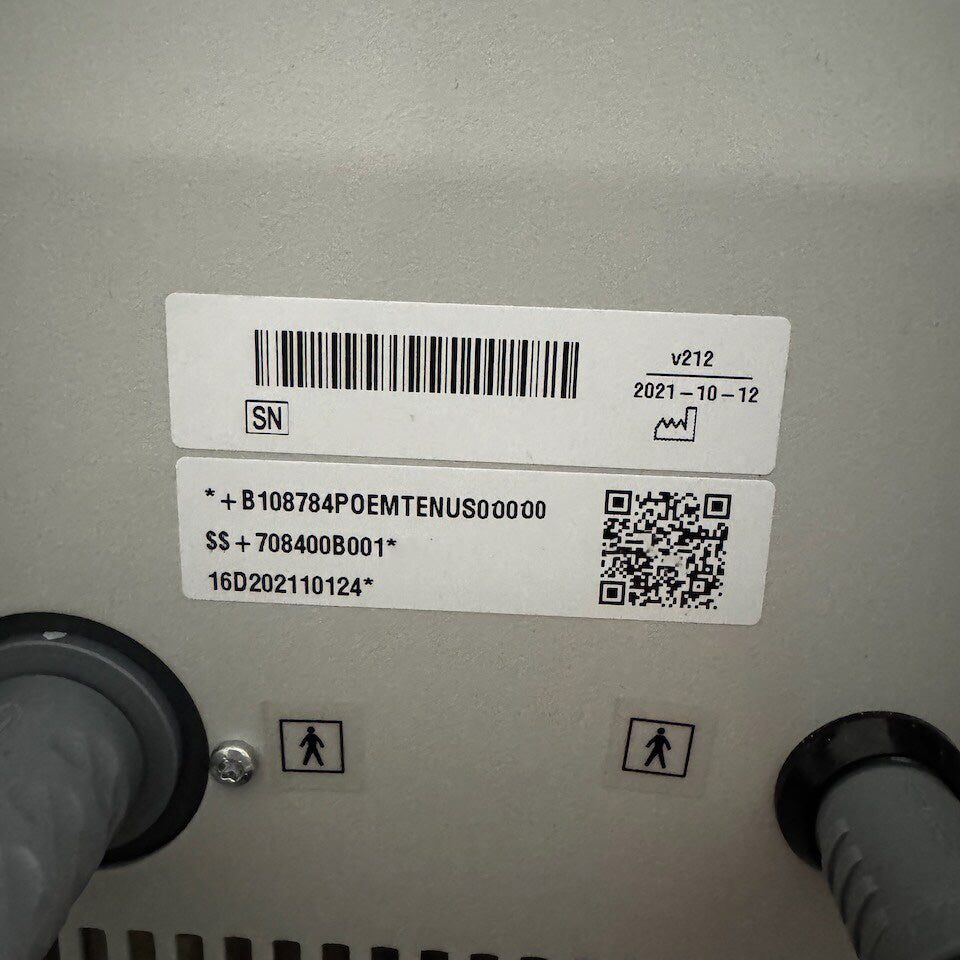 v212
2021-10-12
SN
*+B108784POEMTENUS00000
$$+708400B001*
16D202110124*